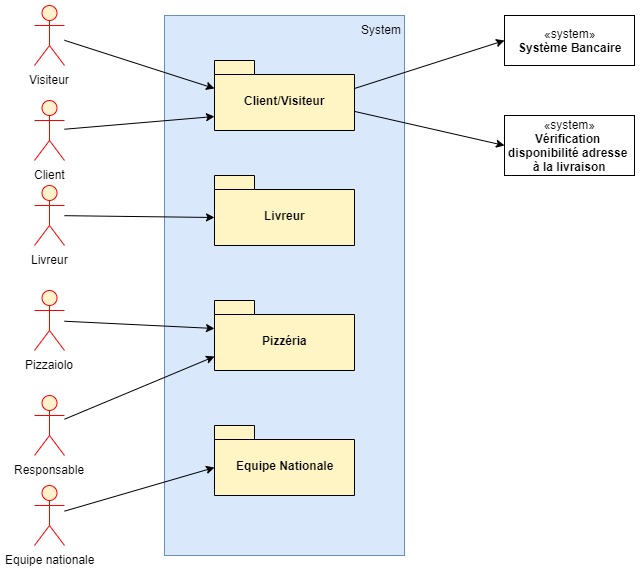 Visiteur
Client
Livreur
Pizzaiolo
Responsable
Equipe nationale
System
Client/Visiteur
Livreur
Pizzéria
Equipe Nationale
«system»
Système Bancaire
«system»
Vérification
disponibilité adresse
à la livraison